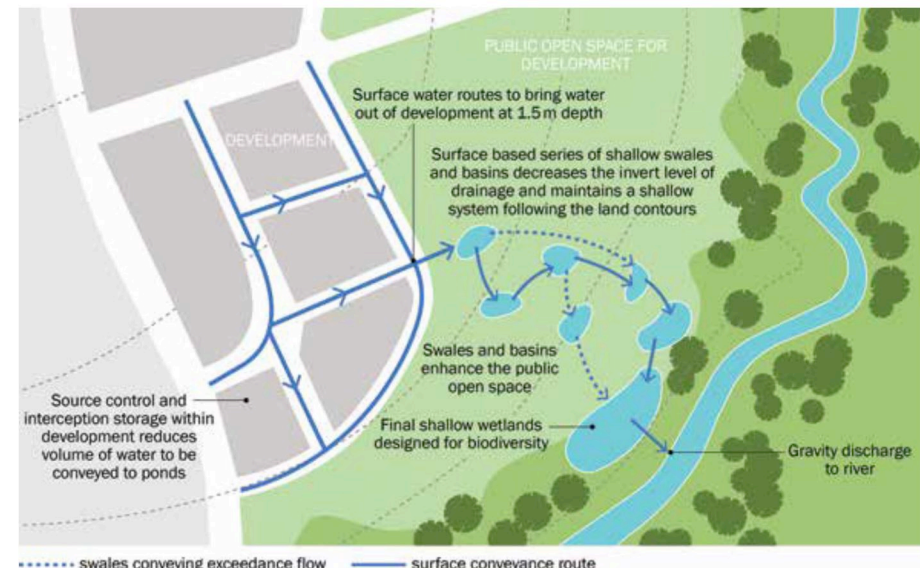 PUBLIC OPEN SPACE FOR
DEVELOPMENT
Surface water routes to bring water
out of development at 1.5 m depth
DEVELOPMENT
Surface based series of shallow swales
and basins decreases the invert level of
drainage and maintains a shallow
system following the land contours
Swales and basins
enhance the public
open space
Source control and
interception storage within
development reduces
volume of water to be
conveyed to ponds
Final shallow wetlands
designed for biodiversity
Gravity discharge
to river
swales conveying exceedance flow
surface conveyance route